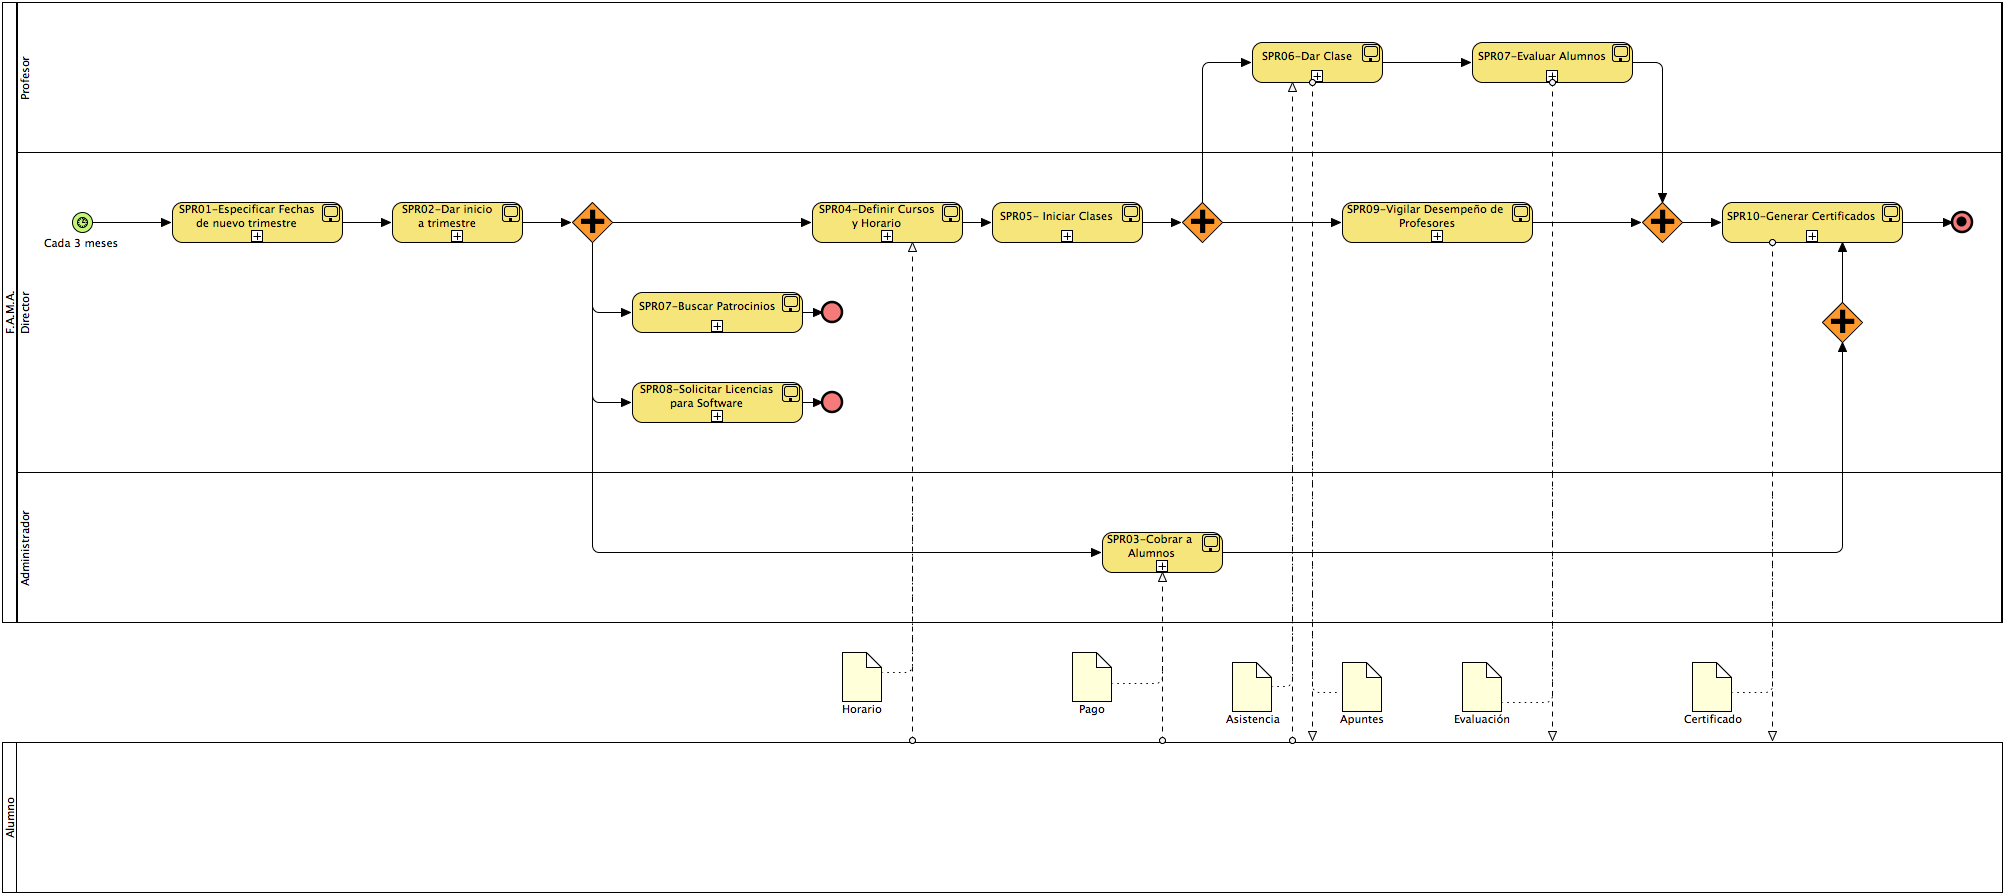 F.A.M.A.
Profesor
SPR06-Dar Clase
SPR07-Evaluar Alumnos
Director
Cada 3 meses
SPR01-Especificar Fechas
de nuevo trimestre
SPR02-Dar inicio
a trimestre
SPR04-Definir Cursos
y Horario
SPR05- Iniciar Clases
SPR09-Vigilar Desempeño de
Profesores
SPR10-Generar Certificados
SPR07-Buscar Patrocinios
SPR08-Solicitar Licencias
para Software
Administrador
SPR03-Cobrar a
Alumnos
Horario
Pago
Asistencia
Apuntes
Evaluación
Certificado
Alumno